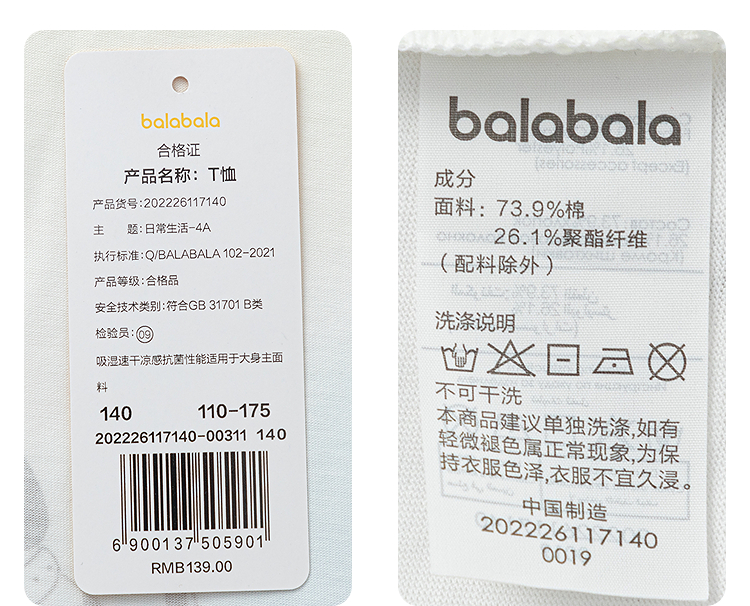 balabala
合格证
产品名称：T恤
产品货号：202226117140
主　题：日常生活-4A
执行标准：Q/BALABALA 102-2021
产品等级：合格品
安全技术类别：符合GB 31701 B类
检验员：09
吸湿速干凉感抗菌性能适用于大身主面
料
140　110-175
202226117140-00311 140
6 900137 505901
RMB139.00
balabala
成分
面料：73.9%棉
26.1%聚酯纤维
（配料除外）
洗涤说明
不可干洗
本商品建议单独洗涤,如有
轻微褪色属正常现象,为保
持衣服色泽,衣服不宜久浸。
中国制造
202226117140
0019